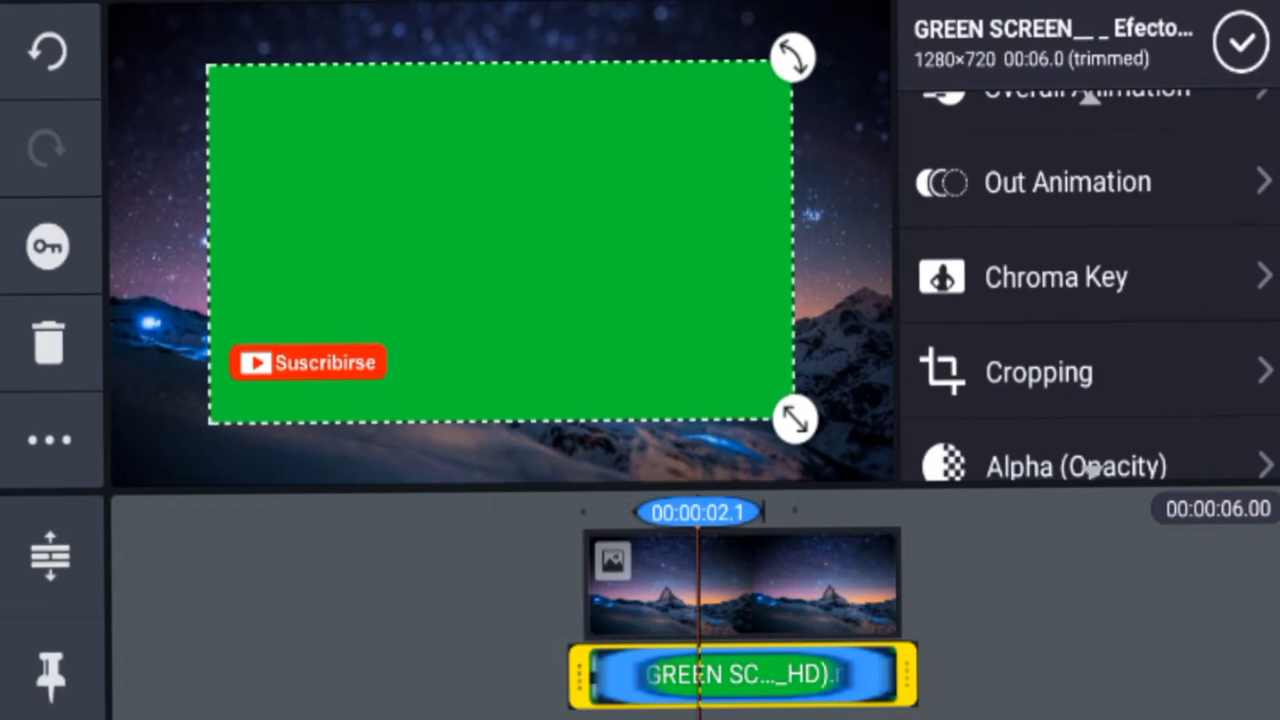 GREEN SCREEN__ _ Efecto...
1280×720 00:06.0 (trimmed)
Overall Animation
Out Animation
Chroma Key
Cropping
Alpha (Opacity)
Suscribirse
00:00:02.1
00:00:06.00
GREEN SC..._HD).